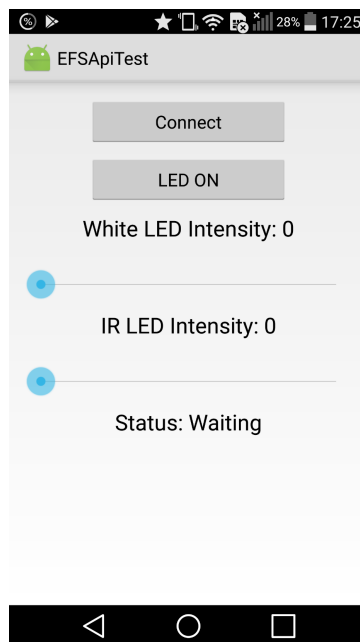 28% 17:25
EFSApiTest
Connect
LED ON
White LED Intensity: 0
IR LED Intensity: 0
Status: Waiting